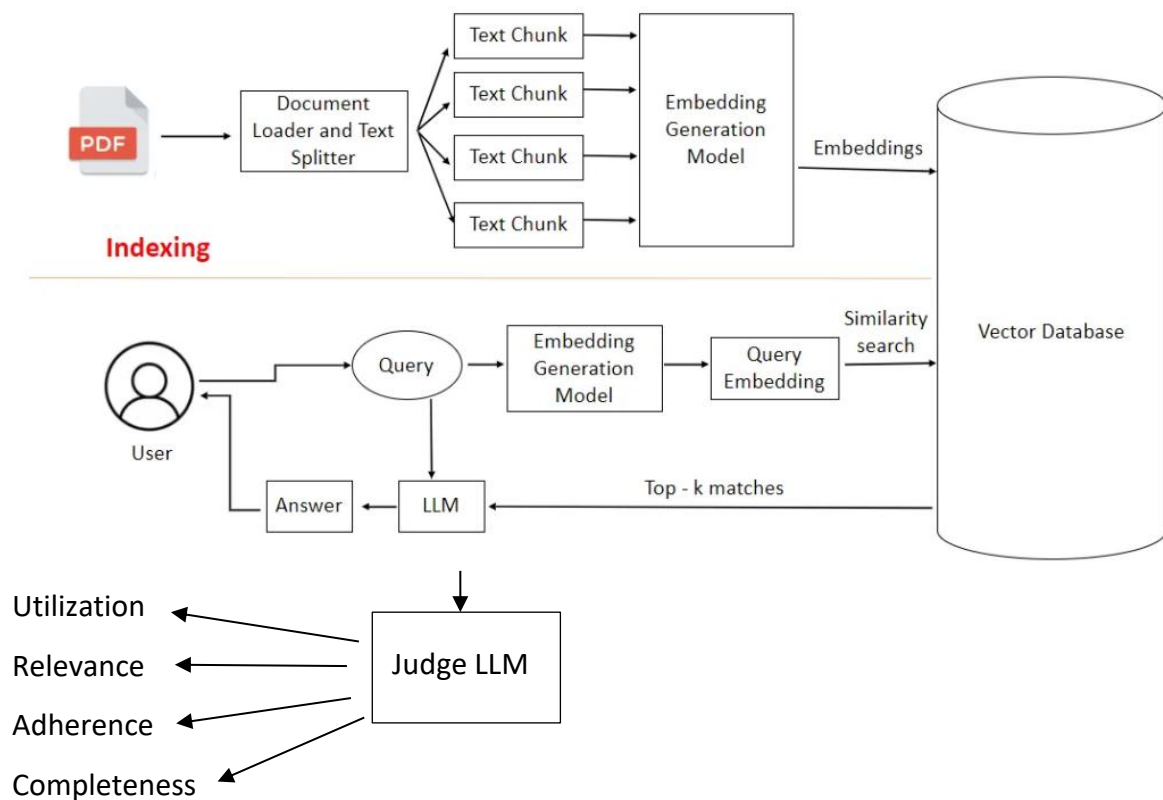 Text Chunk
Text Chunk
Text Chunk
Text Chunk
PDF
Document
Loader and Text
Splitter
Embedding
Generation
Model
Embeddings
Indexing
Vector Database
User
Query
Embedding
Generation
Model
Query
Embedding
Similarity
search
Answer
LLM
Top - k matches
Judge LLM
Utilization
Relevance
Adherence
Completeness